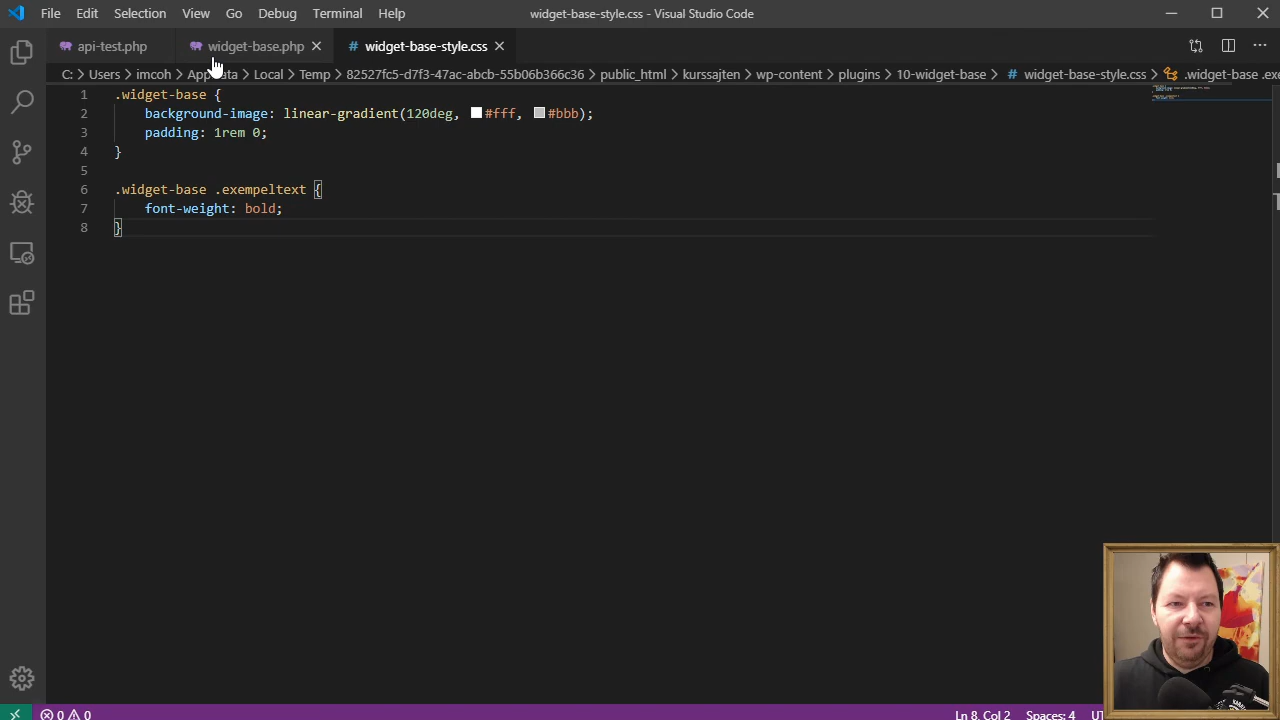 File Edit Selection View Go Debug Terminal Help widget-base-style.css - Visual Studio Code
api-test.php widget-base.php widget-base-style.css
C: > Users > imcoh > AppData > Local > Temp > 82527fc5-d7f3-47ac-abcb-55b06b366c36 > public_html > kurssajten > wp-content > plugins > 10-widget-base > # widget-base-style.css > .widget-base .exe
1 .widget-base {
2 background-image: linear-gradient(120deg, #fff, #bbb);
3 padding: 1rem 0;
4 }
5
6 .widget-base .exempeltext {
7 font-weight: bold;
8 }
0 0 Ln 8, Col 2 Spaces: 4